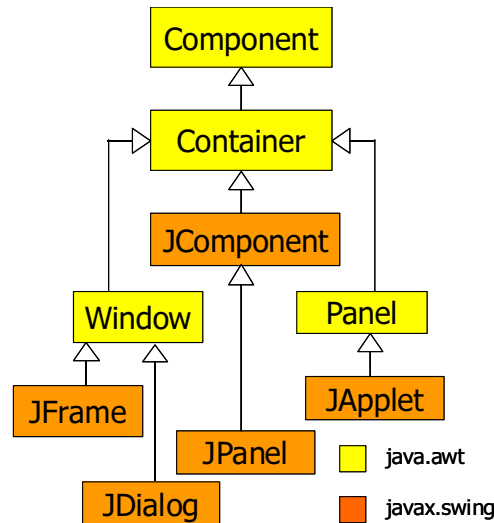 Component
Container
JComponent
Window
Panel
JFrame
JApplet
JPanel
java.awt
JDialog
javax.swing